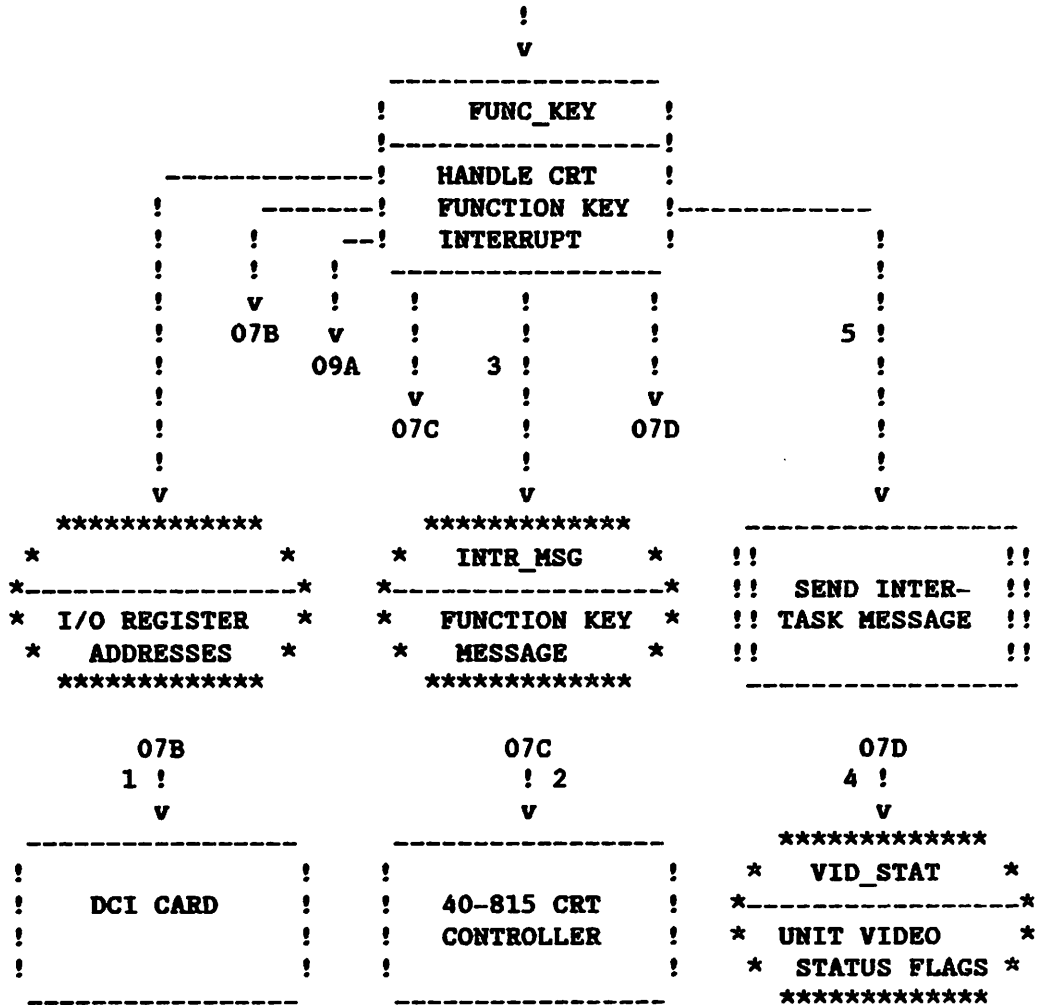 !
v
-----------------
! FUNC_KEY !
!-----------------!
-------------! HANDLE CRT !
! -------! FUNCTION KEY !------------
! ! --! INTERRUPT ! !
! ! ! ----------------- !
! v ! ! ! ! !
! 07B v ! ! ! 5 !
! 09A ! 3 ! ! !
! v ! v !
! 07C ! 07D !
! ! !
v v v
************* ************* -----------------
* * * INTR_MSG * !! !!
*-----------------* *-----------------* !! SEND INTER- !!
* I/O REGISTER * * FUNCTION KEY * !! TASK MESSAGE !!
* ADDRESSES * * MESSAGE * !! !!
************* ************* -----------------
07B 07C 07D
1 ! ! 2 4 !
v v v
----------------- ----------------- *************
! ! ! ! * VID_STAT *
! DCI CARD ! ! 40-815 CRT ! *-----------------*
! ! ! CONTROLLER ! * UNIT VIDEO *
! ! ! ! * STATUS FLAGS *
----------------- ----------------- *************